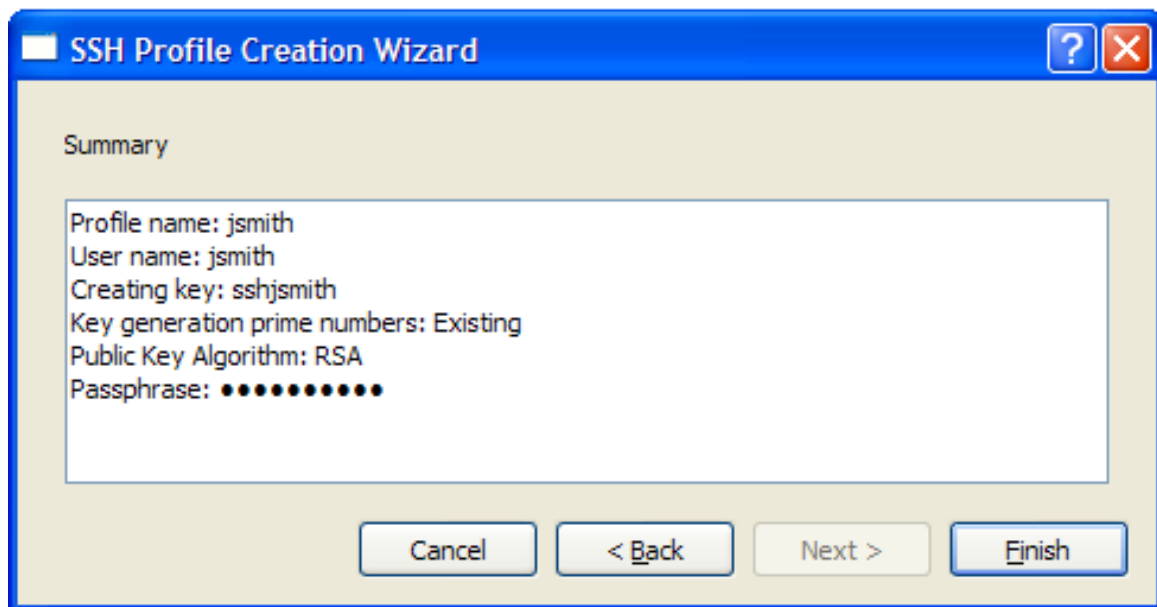 SSH Profile Creation Wizard
?
Summary
Profile name: jsmith
User name: jsmith
Creating key: sshjsmith
Key generation prime numbers: Existing
Public Key Algorithm: RSA
Passphrase: ●●●●●●●●●●
Cancel
< Back
Next >
Finish